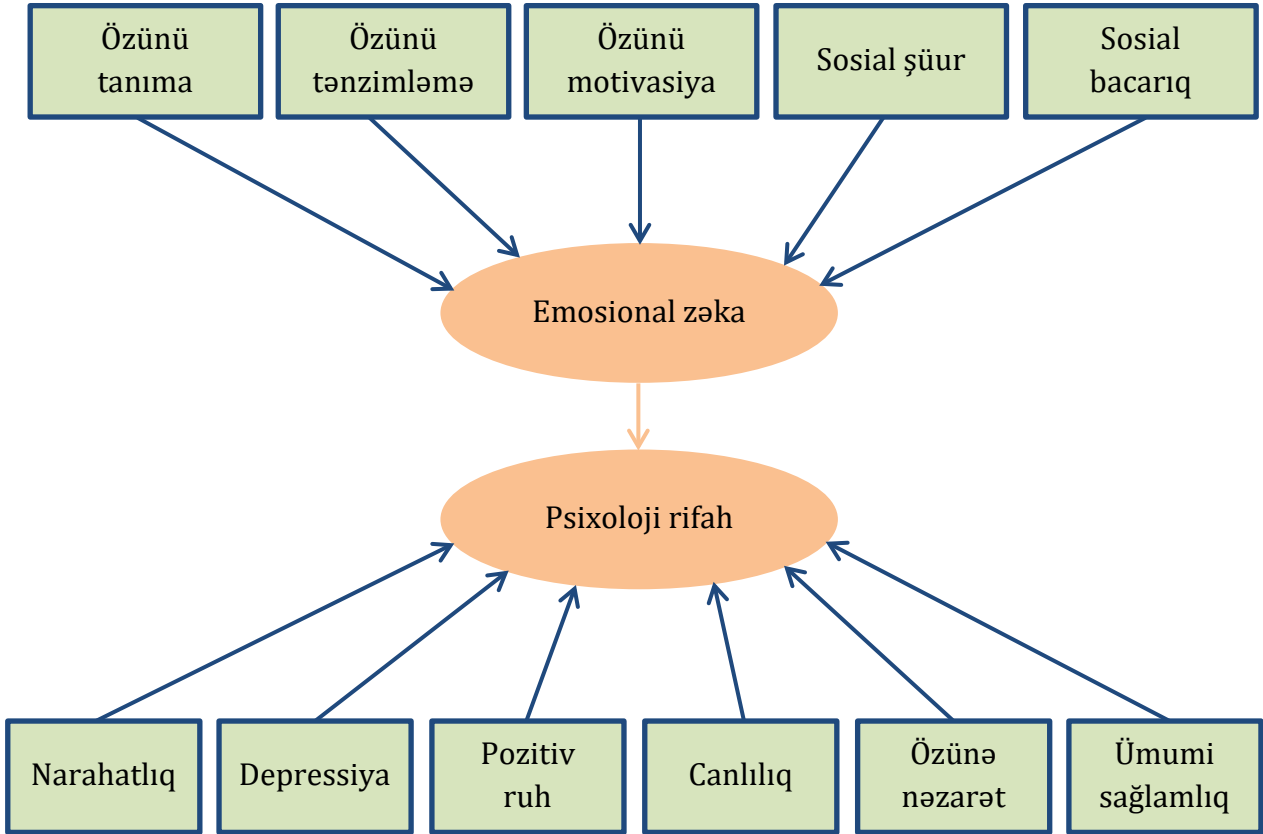 Özünü
tanıma
Özünü
tənzimləmə
Özünü
motivasiya
Sosial şüur
Sosial
bacarıq
Emosional zəka
Psixoloji rifah
Narahatlıq
Depressiya
Pozitiv
ruh
Canlılıq
Özünə
nəzarət
Ümumi
sağlamlıq